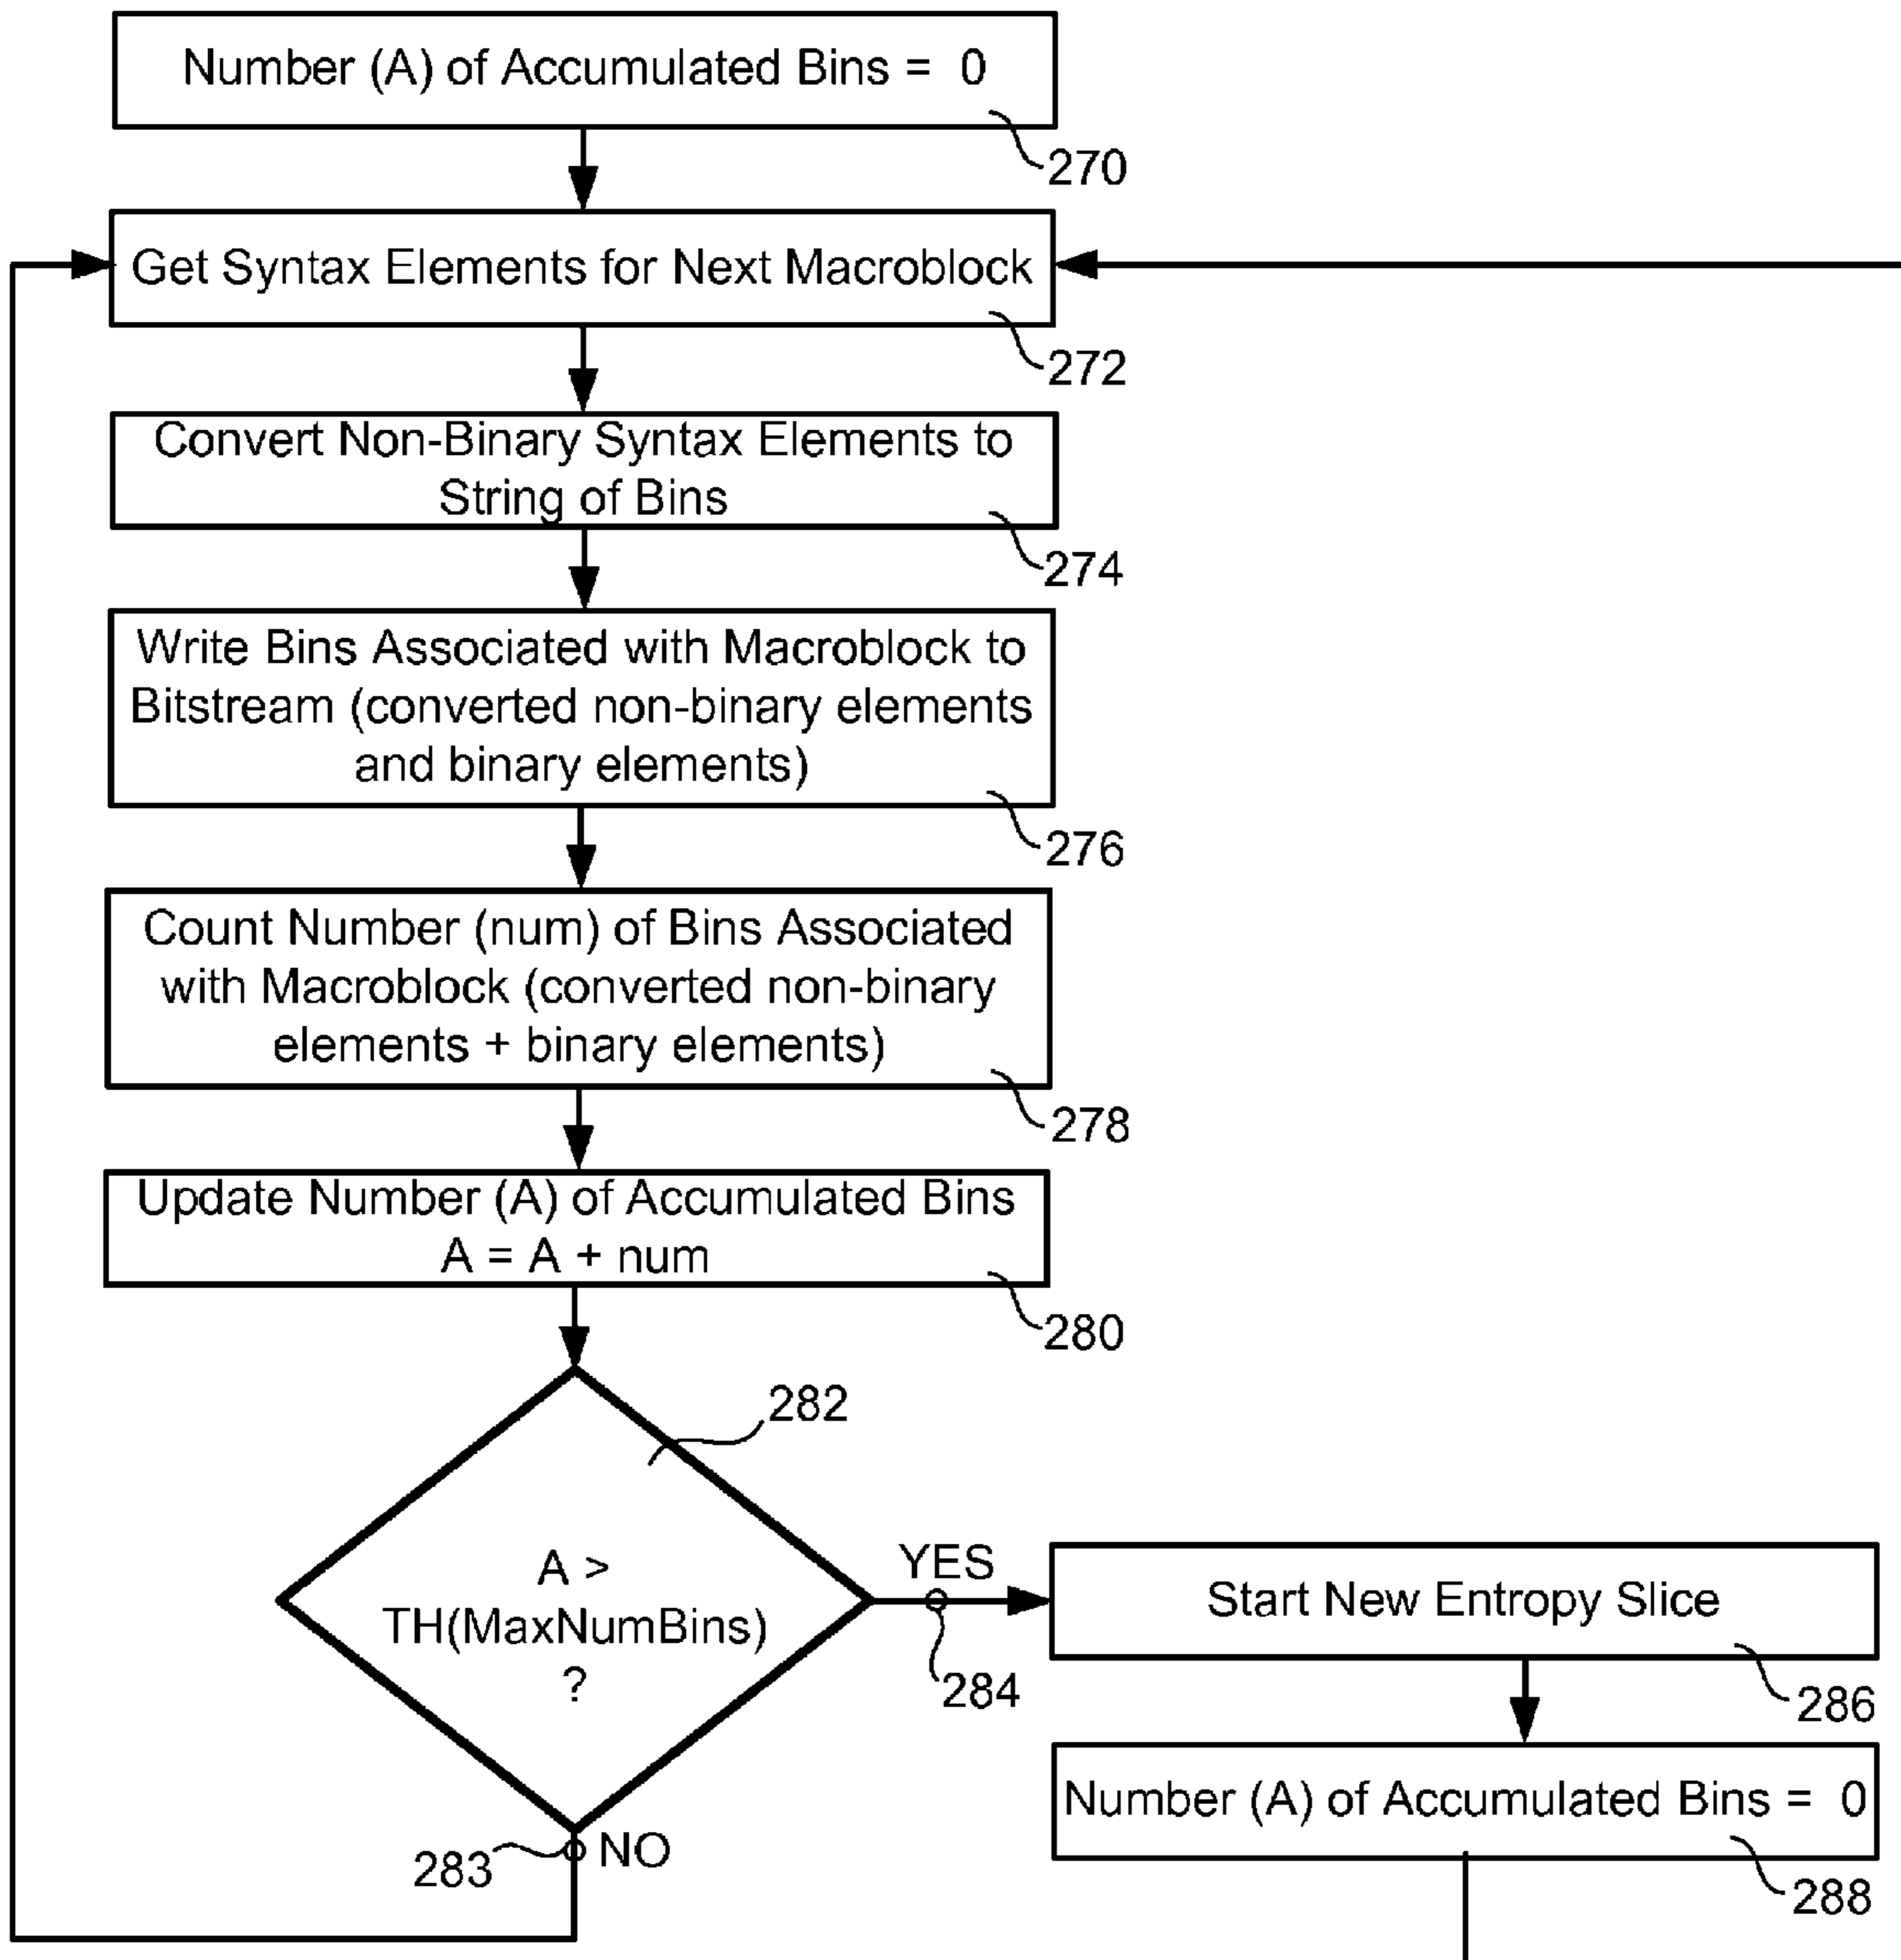 Number (A) of Accumulated Bins = 0
270
Get Syntax Elements for Next Macroblock
272
Convert Non-Binary Syntax Elements to
String of Bins
274
Write Bins Associated with Macroblock to
Bitstream (converted non-binary elements
and binary elements)
276
Count Number (num) of Bins Associated
with Macroblock (converted non-binary
elements + binary elements)
278
Update Number (A) of Accumulated Bins
A = A + num
280
282
A >
TH(MaxNumBins)
?
YES
284
Start New Entropy Slice
286
Number (A) of Accumulated Bins = 0
288
283
NO